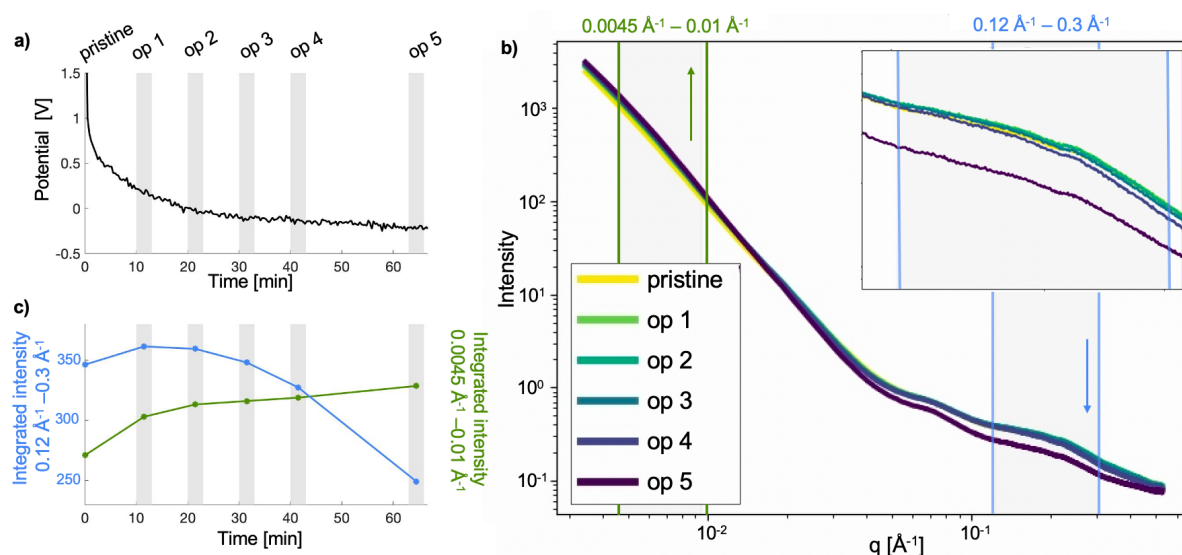 a)
pristine
op 1
op 2
op 3
op 4
op 5
1.5
1
0.5
0
-0.5
Potential [V]
0
10
20
30
40
50
60
Time [min]
b)
0.0045 Å⁻¹ – 0.01 Å⁻¹
0.12 Å⁻¹ – 0.3 Å⁻¹
10³
10²
10¹
10⁰
10⁻¹
Intensity
pristine
op 1
op 2
op 3
op 4
op 5
10⁻²
10⁻¹
q [Å⁻¹]
c)
Integrated intensity
0.12 Å⁻¹ –0.3 Å⁻¹
350
300
250
Integrated intensity
0.0045 Å⁻¹ –0.01 Å⁻¹
0
10
20
30
40
50
60
Time [min]